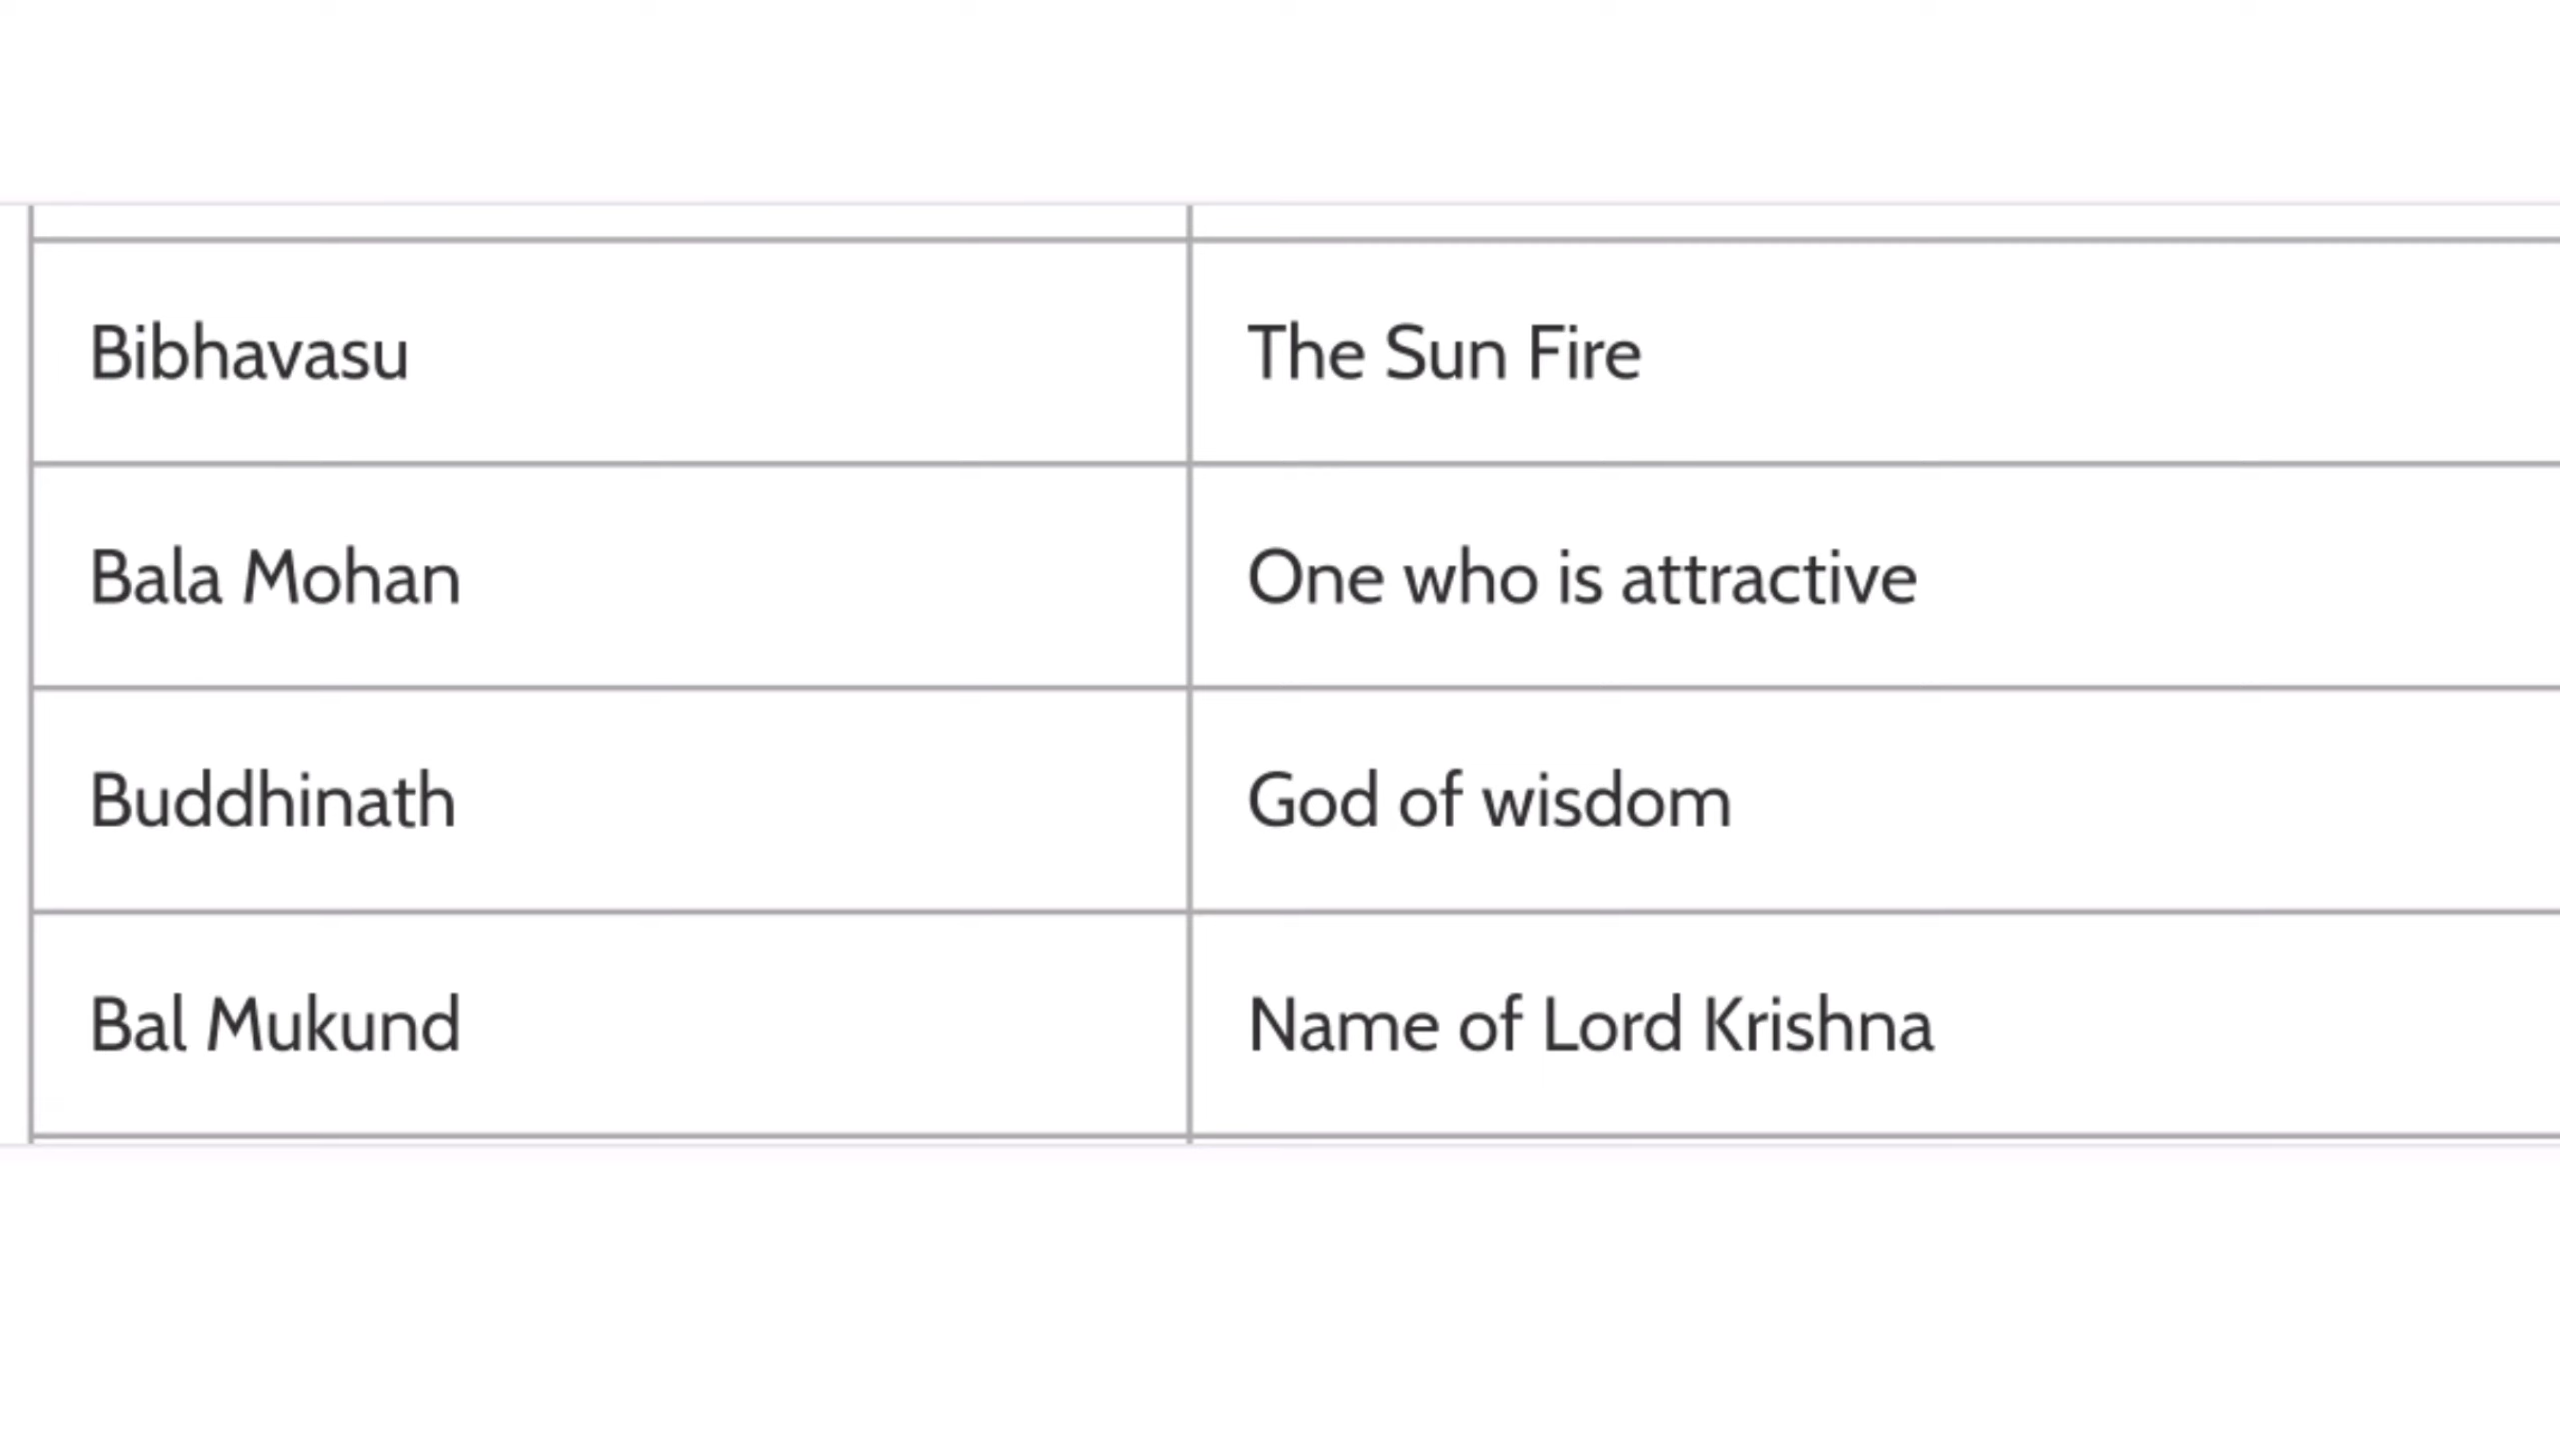 Bibhavasu The Sun Fire
Bala Mohan One who is attractive
Buddhinath God of wisdom
Bal Mukund Name of Lord Krishna